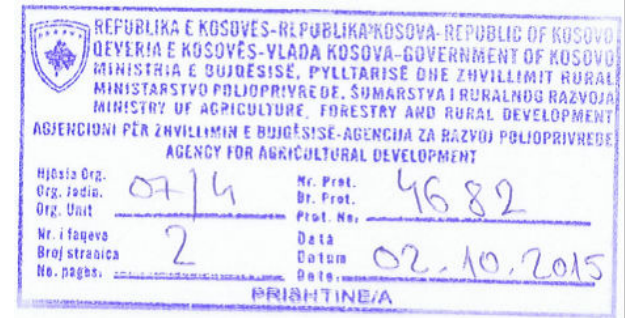 REPUBLIKA E KOSOVËS-REPUBLIKA KOSOVA-REPUBLIC OF KOSOVO
QEVERIA E KOSOVËS-VLADA KOSOVA-GOVERNMENT OF KOSOVO
MINISTRIA E BUJQËSISË, PYLLTARISË DHE ZHVILLIMIT RURAL
MINISTARSTVO POLJOPRIVREDE, ŠUMARSTVA I RURALNOG RAZVOJA
MINISTRY OF AGRICULTURE, FORESTRY AND RURAL DEVELOPMENT
AGJENCIONI PËR ZHVILLIMIN E BUJQËSISË-AGENCIJA ZA RAZVOJ POLJOPRIVREDE
AGENCY FOR AGRICULTURAL DEVELOPMENT
Njësia Org.
Org. Jedin.
Org. Unit
07/4
Nr. Prot.
Br. Prot.
Prot. No.
4682
Nr. i faqeve
Broj stranica
No. pages.
2
Data
Datum
Date.
02.10.2015
PRISHTINE/A